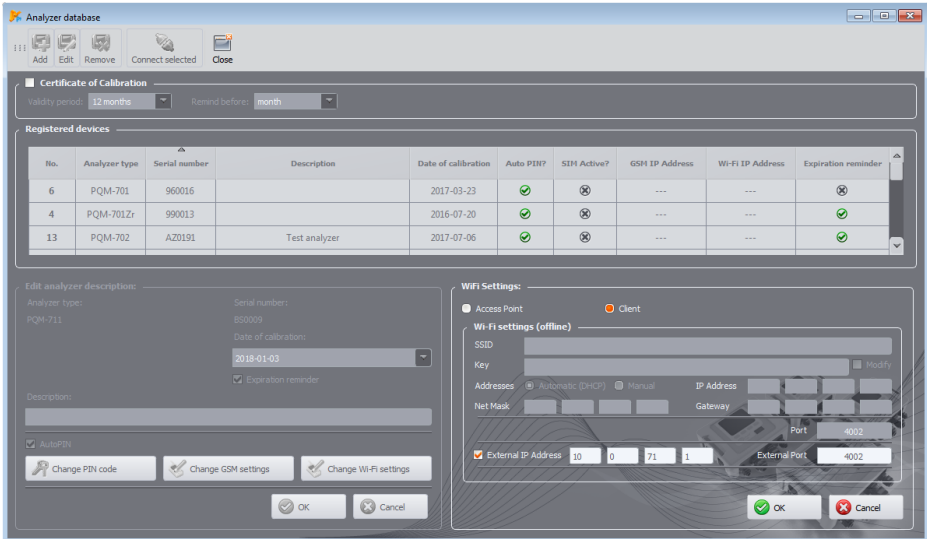 Analyzer database
Add Edit Remove Connect selected Close
Certificate of Calibration
Validity period: 12 months Remind before: month
Registered devices
No. Analyzer type Serial number Description Date of calibration Auto PIN? SIM Active? GSM IP Address Wi-Fi IP Address Expiration reminder
6 PQM-701 960016 2017-03-23 --- ---
4 PQM-701Zr 990013 2016-07-20 --- ---
13 PQM-702 AZ0191 Test analyzer 2017-07-06 --- ---
Edit analyzer description:
Analyzer type: Serial number:
PQM-711 BS0009
Date of calibration:
2018-01-03
Expiration reminder
Description:
AutoPIN
Change PIN code Change GSM settings Change Wi-Fi settings
OK Cancel
WiFi Settings:
Access Point Client
Wi-Fi settings (offline)
SSID
Key Modify
Addresses Automatic (DHCP) Manual IP Address
Net Mask Gateway
Port 4002
External IP Address 10 0 71 1 External Port 4002
OK Cancel